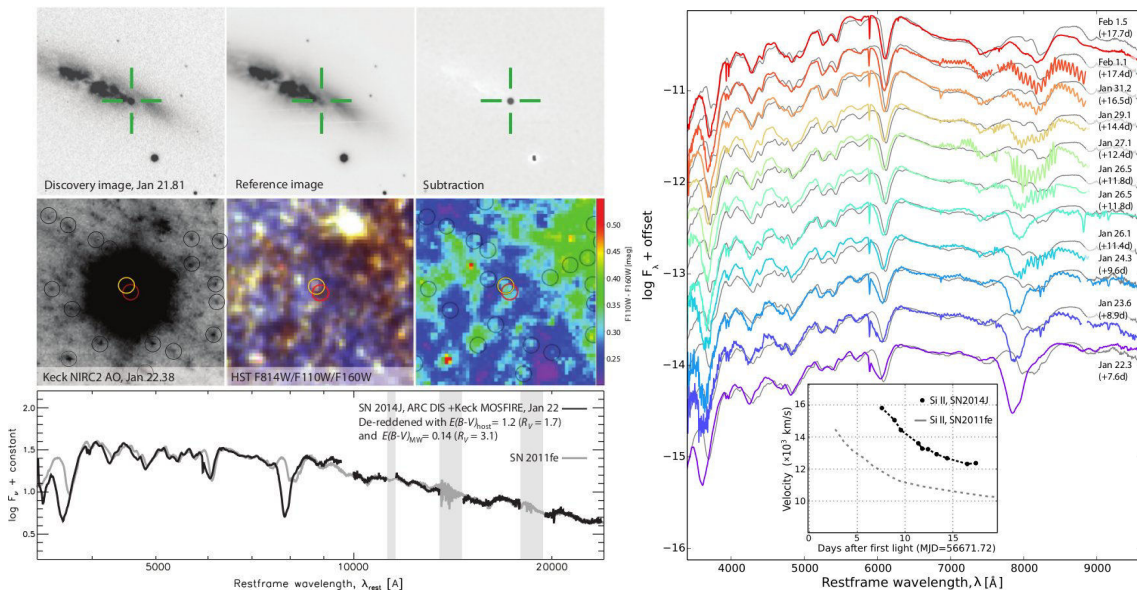 Discovery image, Jan 21.81
Reference image
Subtraction
Keck NIRC2 AO, Jan 22.38
HST F814W/F110W/F160W
0.50
0.45
0.40
0.35
0.30
0.25
F110W - F160W [mag]
SN 2014J, ARC DIS +Keck MOSFIRE, Jan 22
De-reddened with E(B-V)host= 1.2 (RV = 1.7)
and E(B-V)MW= 0.14 (RV = 3.1)
SN 2011fe
log Fν + constant
2.0
1.5
1.0
0.5
5000
10000
20000
Restframe wavelength, λrest [A]
log Fλ + offset
−11
−12
−13
−14
−15
−16
Feb 1.5
(+17.7d)
Feb 1.1
(+17.4d)
Jan 31.2
(+16.5d)
Jan 29.1
(+14.4d)
Jan 27.1
(+12.4d)
Jan 26.5
(+11.8d)
Jan 26.5
(+11.8d)
Jan 26.1
(+11.4d)
Jan 24.3
(+9.6d)
Jan 23.6
(+8.9d)
Jan 22.3
(+7.6d)
Si II, SN2014J
Si II, SN2011fe
Velocity (×10³ km/s)
16
14
12
10
0
5
10
15
Days after first light (MJD=56671.72)
4000
5000
6000
7000
8000
9000
Restframe wavelength, λ [Å]